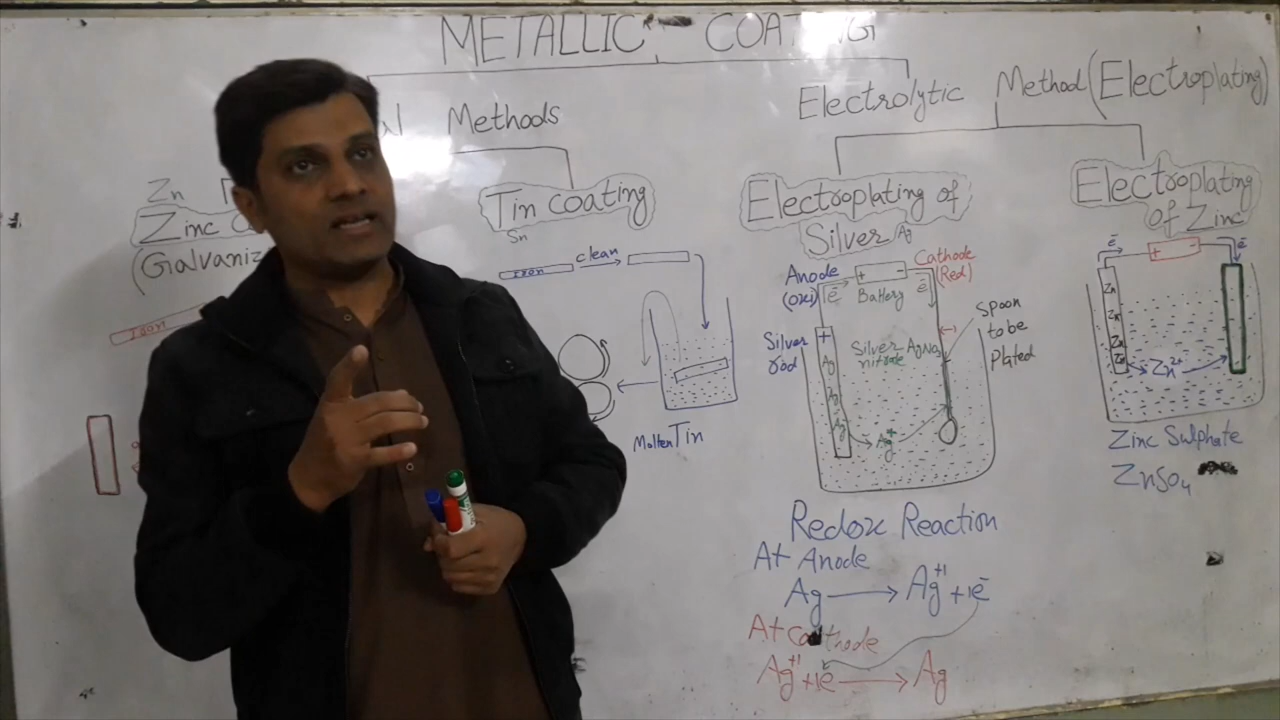 METALLIC COATING
Methods
Electrolytic Method (Electroplating)
Zn
Zinc
(Galvaniz
Iron
Tin coating
Sn
Iron clean
Molten Tin
Electroplating of
Silver Ag
Anode
(Oxi)
+ -
Battery
Cathode
(Red)
e⁻
e⁻
Silver
rod
+
Ag
Ag
Ag
Silver AgNO3
nitrate
Ag+
spoon
to be
plated
Redox Reaction
At Anode
Ag → Ag+1 + 1e⁻
At Cathode
Ag+1 + 1e⁻ → Ag
Electroplating
of Zinc
e⁻
+ -
e⁻
Zn
Zn
Zn
Zn
Zn2+
Zinc Sulphate
ZnSO4